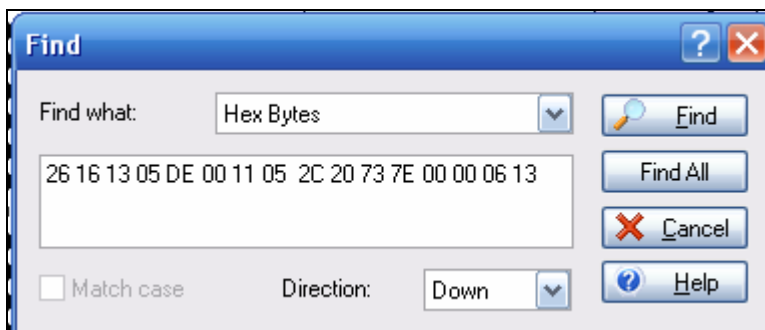 Find
Find what: Hex Bytes Find
26 16 13 05 DE 00 11 05  2C 20 73 7E 00 00 06 13 Find All
Cancel
Match case Direction: Down Help